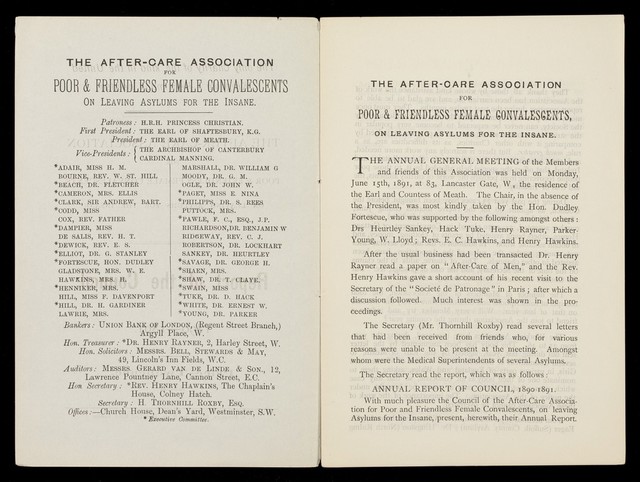 THE AFTER-CARE ASSOCIATION
FOR
POOR & FRIENDLESS FEMALE CONVALESCENTS
ON LEAVING ASYLUMS FOR THE INSANE.
Patroness: H.R.H. PRINCESS CHRISTIAN.
First President: THE EARL OF SHAFTESBURY, K.G.
President: THE EARL OF MEATH.
Vice-Presidents: { THE ARCHBISHOP OF CANTERBURY
CARDINAL MANNING.
*ADAIR, MISS H. M.
BOURNE, REV. W. ST. HILL
*BEACH, DR. FLETCHER
*CAMERON, MRS. ELLIS
*CLARK, SIR ANDREW, BART.
*CODD, MISS
COX, REV. FATHER
*DAMPIER, MISS
DE SALIS, REV. H. T.
*DEWICK, REV. E. S.
*ELLIOT, DR. G. STANLEY
*FORTESCUE, HON. DUDLEY
GLADSTONE, MRS. W. E.
HAWKINS, MRS. H.
*HENNIKER, MRS.
HILL, MISS F. DAVENPORT
*HILL, DR. H. GARDINER
LAWRIE, MRS.
MARSHALL, DR. WILLIAM G
MOODY, DR. G. M.
OGLE, DR. JOHN W.
*PAGET, MISS E. NINA
*PHILIPPS, DR. S. REES
PUTTOCK, MRS.
*PAWLE, F. C., ESQ., J.P.
RICHARDSON, DR. BENJAMIN W
RIDGEWAY, REV. C. J.
ROBERTSON, DR. LOCKHART
SANKEY, DR. HEURTLEY
*SAVAGE, DR. GEORGE H.
*SHAEN, MRS.
*SHAW, DR. T. CLAYE
*SWAIN, MISS
*TUKE, DR. D. HACK
*WHITE, DR. ERNEST W.
*YOUNG, DR. PARKER
Bankers: UNION BANK OF LONDON, (Regent Street Branch,)
Argyll Place, W.
Hon. Treasurer: *DR. HENRY RAYNER, 2, Harley Street, W.
Hon. Solicitors: MESSRS. BELL, STEWARDS & MAY,
49, Lincoln's Inn Fields, W.C.
Auditors: MESSRS. GERARD VAN DE LINDE & SON., 12,
Lawrence Pountney Lane, Cannon Street, E.C.
Hon Secretary: *REV. HENRY HAWKINS, The Chaplain's
House, Colney Hatch.
Secretary: H. THORNHILL ROXBY, ESQ.
Offices:—Church House, Dean's Yard, Westminster, S.W.
* Executive Committee.
THE AFTER-CARE ASSOCIATION
FOR
POOR & FRIENDLESS FEMALE CONVALESCENTS,
ON LEAVING ASYLUMS FOR THE INSANE.
THE ANNUAL GENERAL MEETING of the Members
and friends of this Association was held on Monday,
June 15th, 1891, at 83, Lancaster Gate, W., the residence of
the Earl and Countess of Meath. The Chair, in the absence of
the President, was most kindly taken by the Hon. Dudley
Fortescue, who was supported by the following amongst others:
Drs Heurtley Sankey, Hack Tuke, Henry Rayner, Parker-
Young, W. Lloyd; Revs. E. C. Hawkins, and Henry Hawkins.
After the usual business had been transacted Dr. Henry
Rayner read a paper on "After-Care of Men," and the Rev.
Henry Hawkins gave a short account of his recent visit to the
Secretary of the "Societé de Patronage" in Paris; after which a
discussion followed. Much interest was shown in the pro-
ceedings.
The Secretary (Mr. Thornhill Roxby) read several letters
that had been received from friends who, for various
reasons were unable to be present at the meeting. Amongst
whom were the Medical Superintendents of several Asylums.
The Secretary read the report, which was as follows:
ANNUAL REPORT OF COUNCIL, 1890-1891.
With much pleasure the Council of the After-Care Associa-
tion for Poor and Friendless Female Convalescents, on leaving
Asylums for the Insane, present, herewith, their Annual Report.